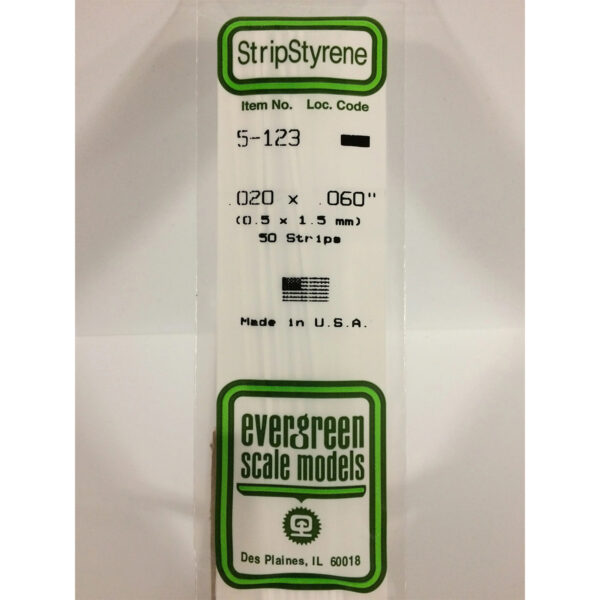 StripStyrene
Item No. Loc. Code
5-123
.020 x .060"
(0.5 x 1.5 mm)
50 Strips
Made in U.S.A.
evergreen
scale models
Des Plaines, IL 60018